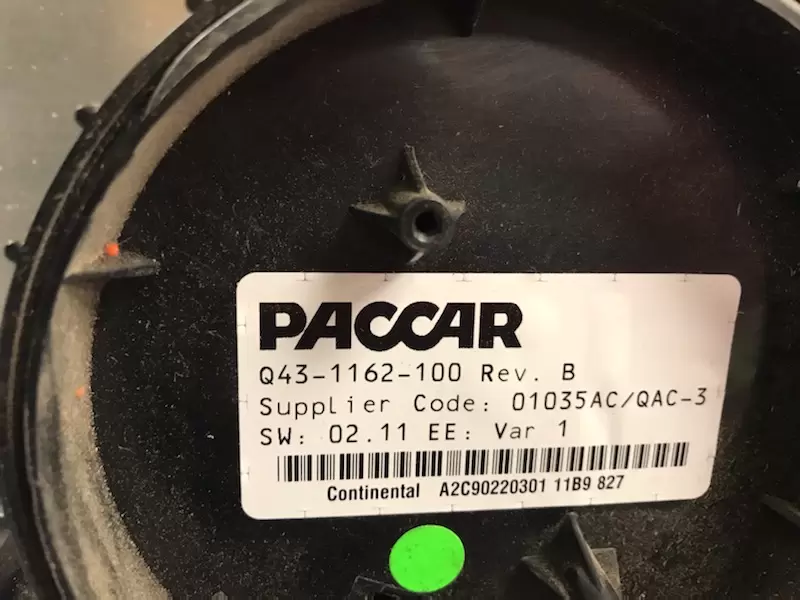 PACCAR
Q43-1162-100 Rev. B
Supplier Code: 01035AC/QAC-3
SW: 02.11 EE: Var 1
Continental A2C90220301 11B9 827